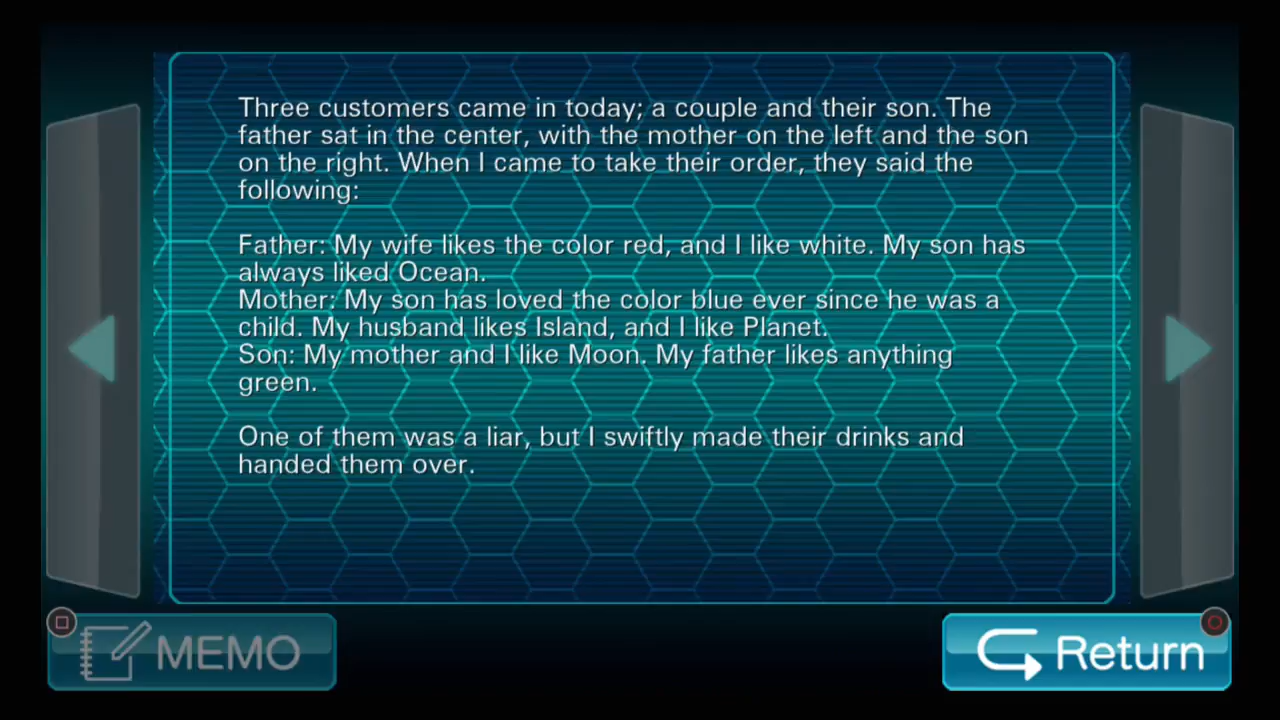 Three customers came in today; a couple and their son. The
father sat in the center, with the mother on the left and the son
on the right. When I came to take their order, they said the
following:
Father: My wife likes the color red, and I like white. My son has
always liked Ocean.
Mother: My son has loved the color blue ever since he was a
child. My husband likes Island, and I like Planet.
Son: My mother and I like Moon. My father likes anything
green.
One of them was a liar, but I swiftly made their drinks and
handed them over.
MEMO
Return